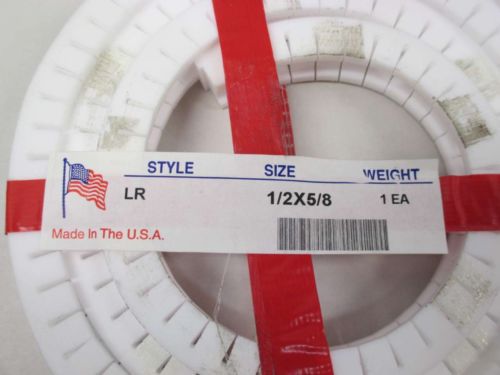 STYLE SIZE WEIGHT
LR 1/2X5/8 1 EA
Made In The U.S.A.